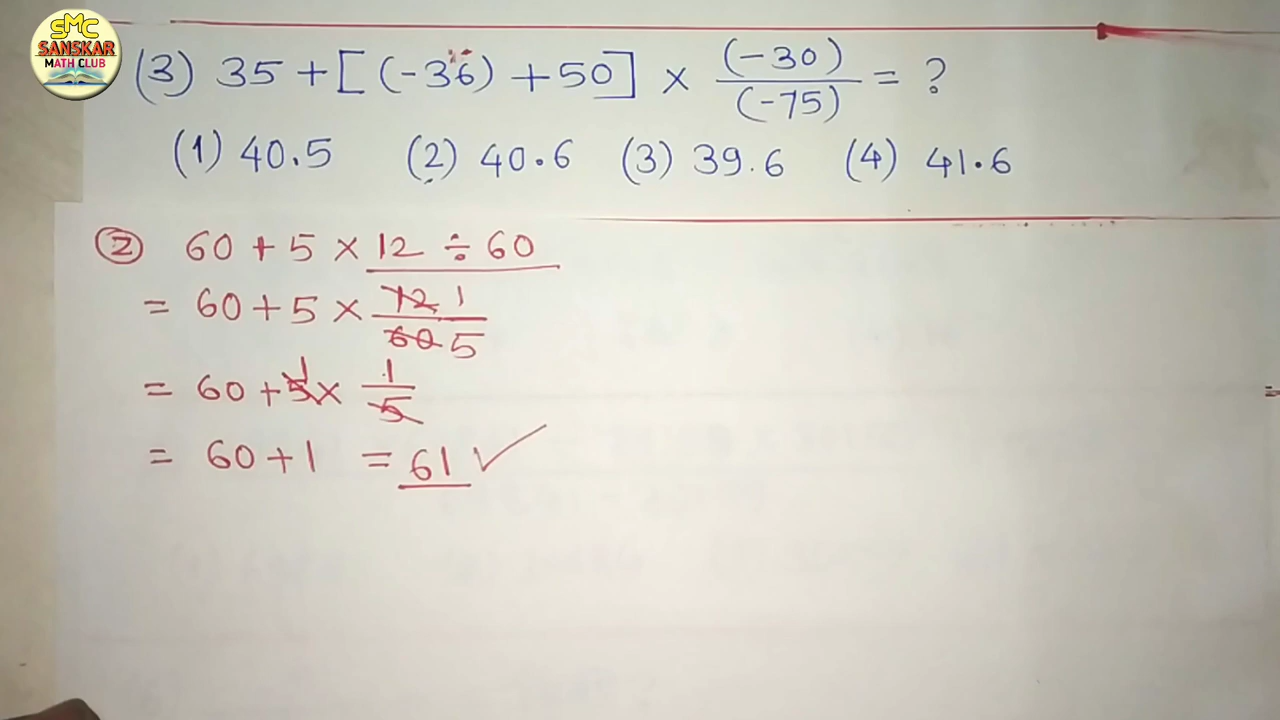 SMC
SANSKAR
MATH CLUB
(3) 35 + [(-36) + 50] × (-30)/(-75) = ?
(1) 40.5 (2) 40.6 (3) 39.6 (4) 41.6
② 60 + 5 × 12 ÷ 60
= 60 + 5 × 12 1/60 5
= 60 + 5 1 × 1/5
= 60 + 1 = 61 ✓
=